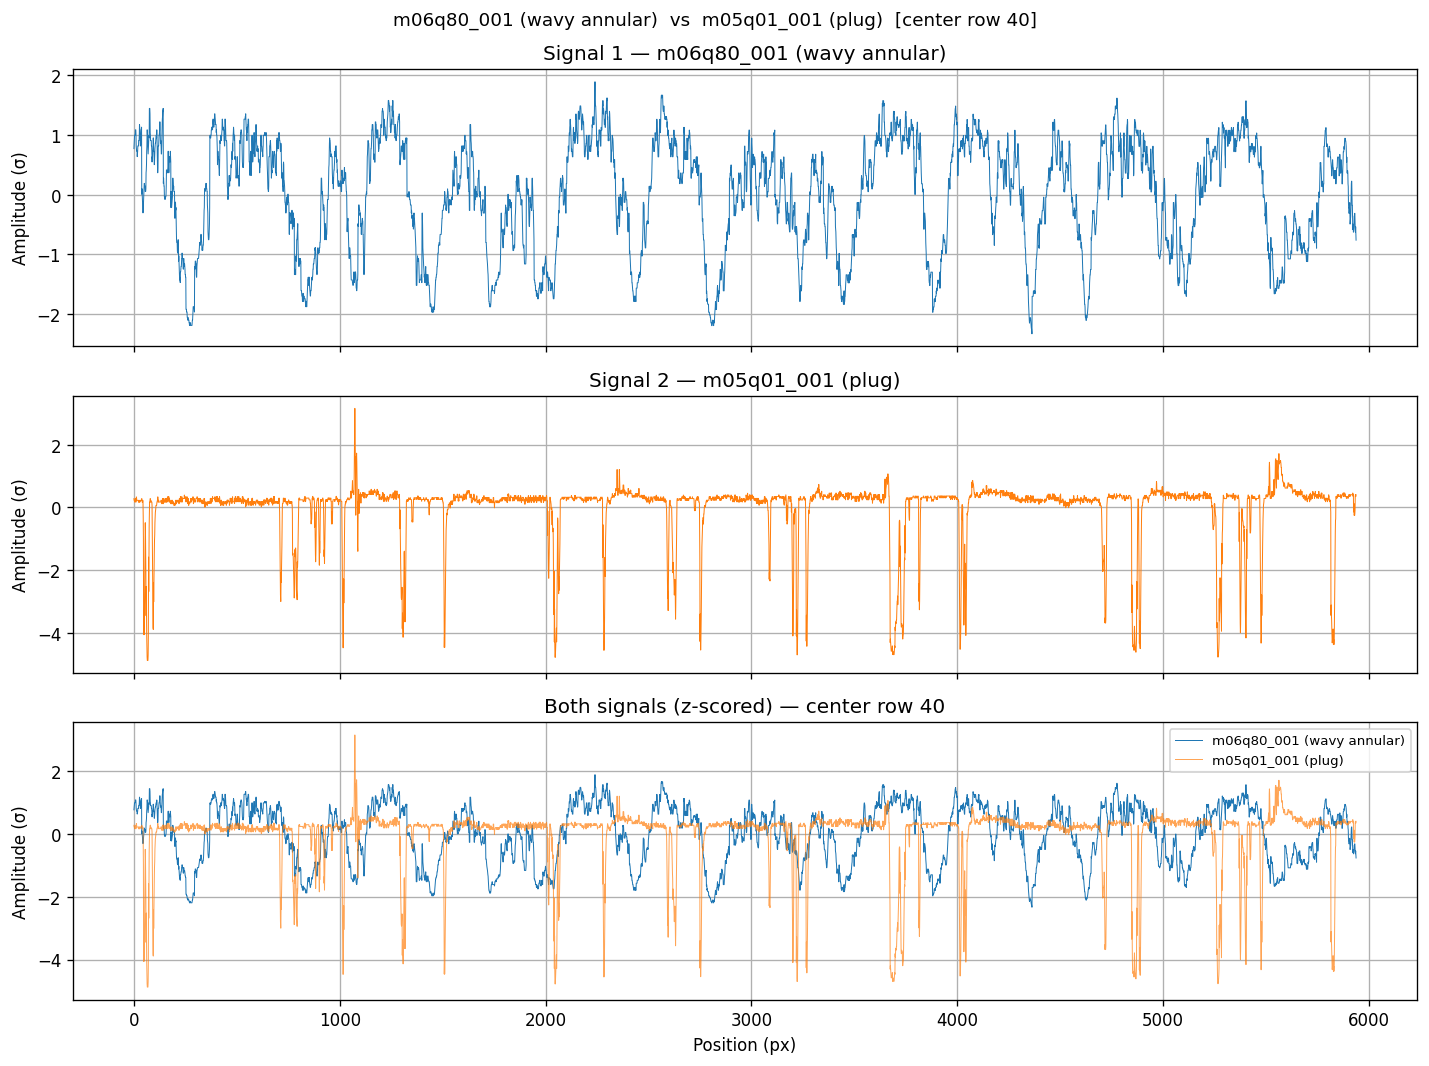 m06q80_001 (wavy annular)  vs  m05q01_001 (plug)  [center row 40]
Signal 1 — m06q80_001 (wavy annular)
Amplitude (σ)
2
1
0
−1
−2
Signal 2 — m05q01_001 (plug)
Amplitude (σ)
2
0
−2
−4
Both signals (z-scored) — center row 40
m06q80_001 (wavy annular)
m05q01_001 (plug)
Amplitude (σ)
2
0
−2
−4
0 1000 2000 3000 4000 5000 6000
Position (px)